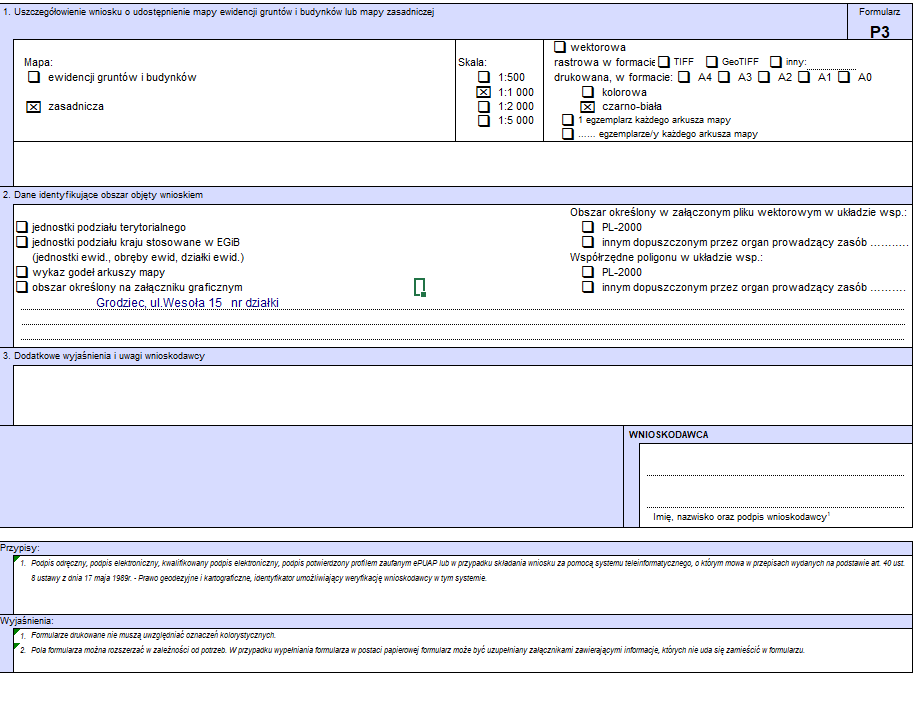 1. Uszczegółowienie wniosku o udostępnienie mapy ewidencji gruntów i budynków lub mapy zasadniczej
Formularz
P3
Mapa:
ewidencji gruntów i budynków
zasadnicza
Skala:
1:500
1:1 000
1:2 000
1:5 000
wektorowa
rastrowa w formacie TIFF GeoTIFF inny:
drukowana, w formacie: A4 A3 A2 A1 A0
kolorowa
czarno-biała
1 egzemplarz każdego arkusza mapy
...... egzemplarze/y każdego arkusza mapy
2. Dane identyfikujące obszar objęty wnioskiem
jednostki podziału terytorialnego
jednostki podziału kraju stosowane w EGiB
(jednostki ewid., obręby ewid, działki ewid.)
wykaz godeł arkuszy mapy
obszar określony na załączniku graficznym
Grodziec, ul.Wesoła 15 nr działki
Obszar określony w załączonym pliku wektorowym w układzie wsp.:
PL-2000
innym dopuszczonym przez organ prowadzący zasób ...........
Współrzędne poligonu w układzie wsp.:
PL-2000
innym dopuszczonym przez organ prowadzący zasób ..........
3. Dodatkowe wyjaśnienia i uwagi wnioskodawcy
WNIOSKODAWCA
Imię, nazwisko oraz podpis wnioskodawcy¹
Przypisy:
1. Podpis odręczny, podpis elektroniczny, kwalifikowany podpis elektroniczny, podpis potwierdzony profilem zaufanym ePUAP lub w przypadku składania wniosku za pomocą systemu teleinformatycznego, o którym mowa w przepisach wydanych na podstawie art. 40 ust.
8 ustawy z dnia 17 maja 1989r. - Prawo geodezyjne i kartograficzne, identyfikator umożliwiający weryfikację wnioskodawcy w tym systemie.
Wyjaśnienia:
1. Formularze drukowane nie muszą uwzględniać oznaczeń kolorystycznych.
2. Pola formularza można rozszerzać w zależności od potrzeb. W przypadku wypełniania formularza w postaci papierowej formularz może być uzupełniany załącznikami zawierającymi informacje, których nie uda się zamieścić w formularzu.